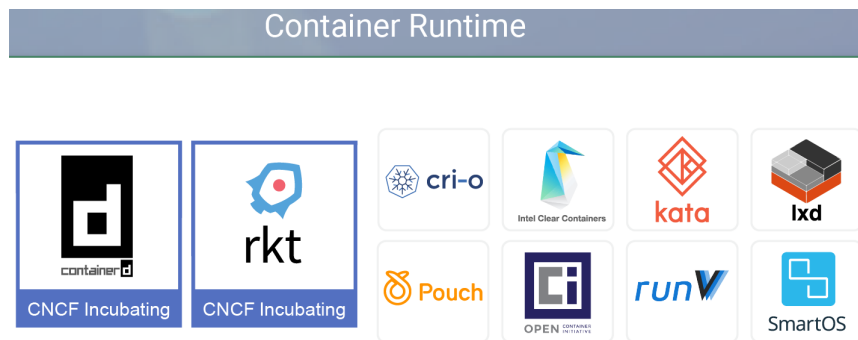 Container Runtime
d
containerd
CNCF Incubating
rkt
CNCF Incubating
cri-o
Intel Clear Containers
kata
lxd
Pouch
Ci
OPEN CONTAINER
INITIATIVE
runV
SmartOS